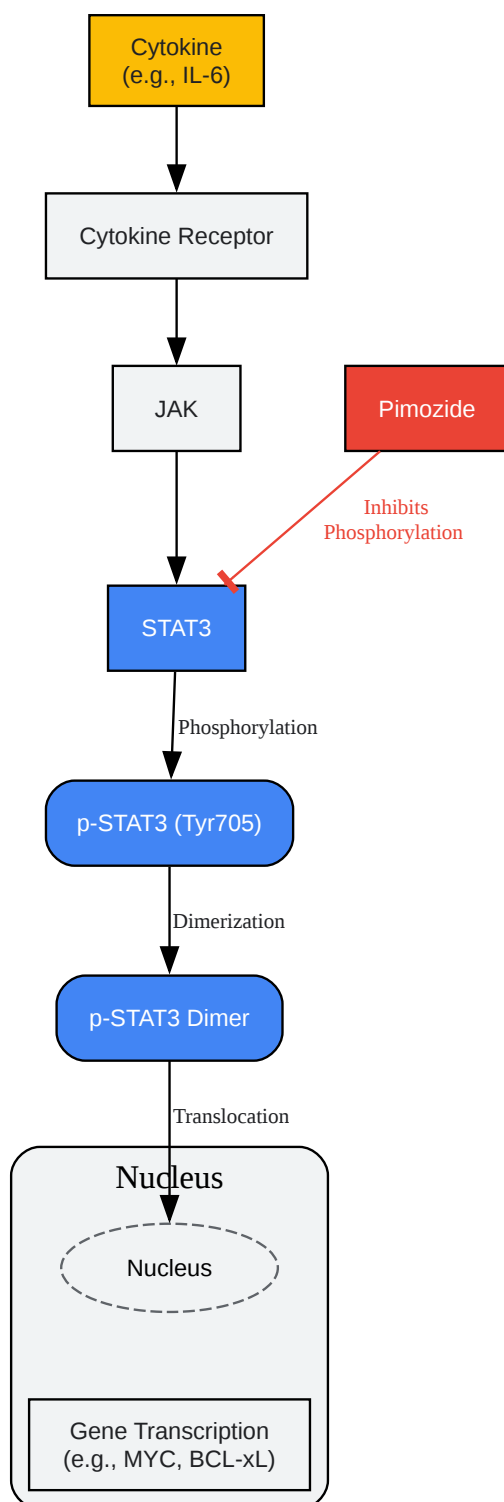 Cytokine
(e.g., IL-6)
Cytokine Receptor
JAK
Pimozide
Inhibits
Phosphorylation
STAT3
Phosphorylation
p-STAT3 (Tyr705)
Dimerization
p-STAT3 Dimer
Translocation
Nucleus
Nucleus
Gene Transcription
(e.g., MYC, BCL-xL)